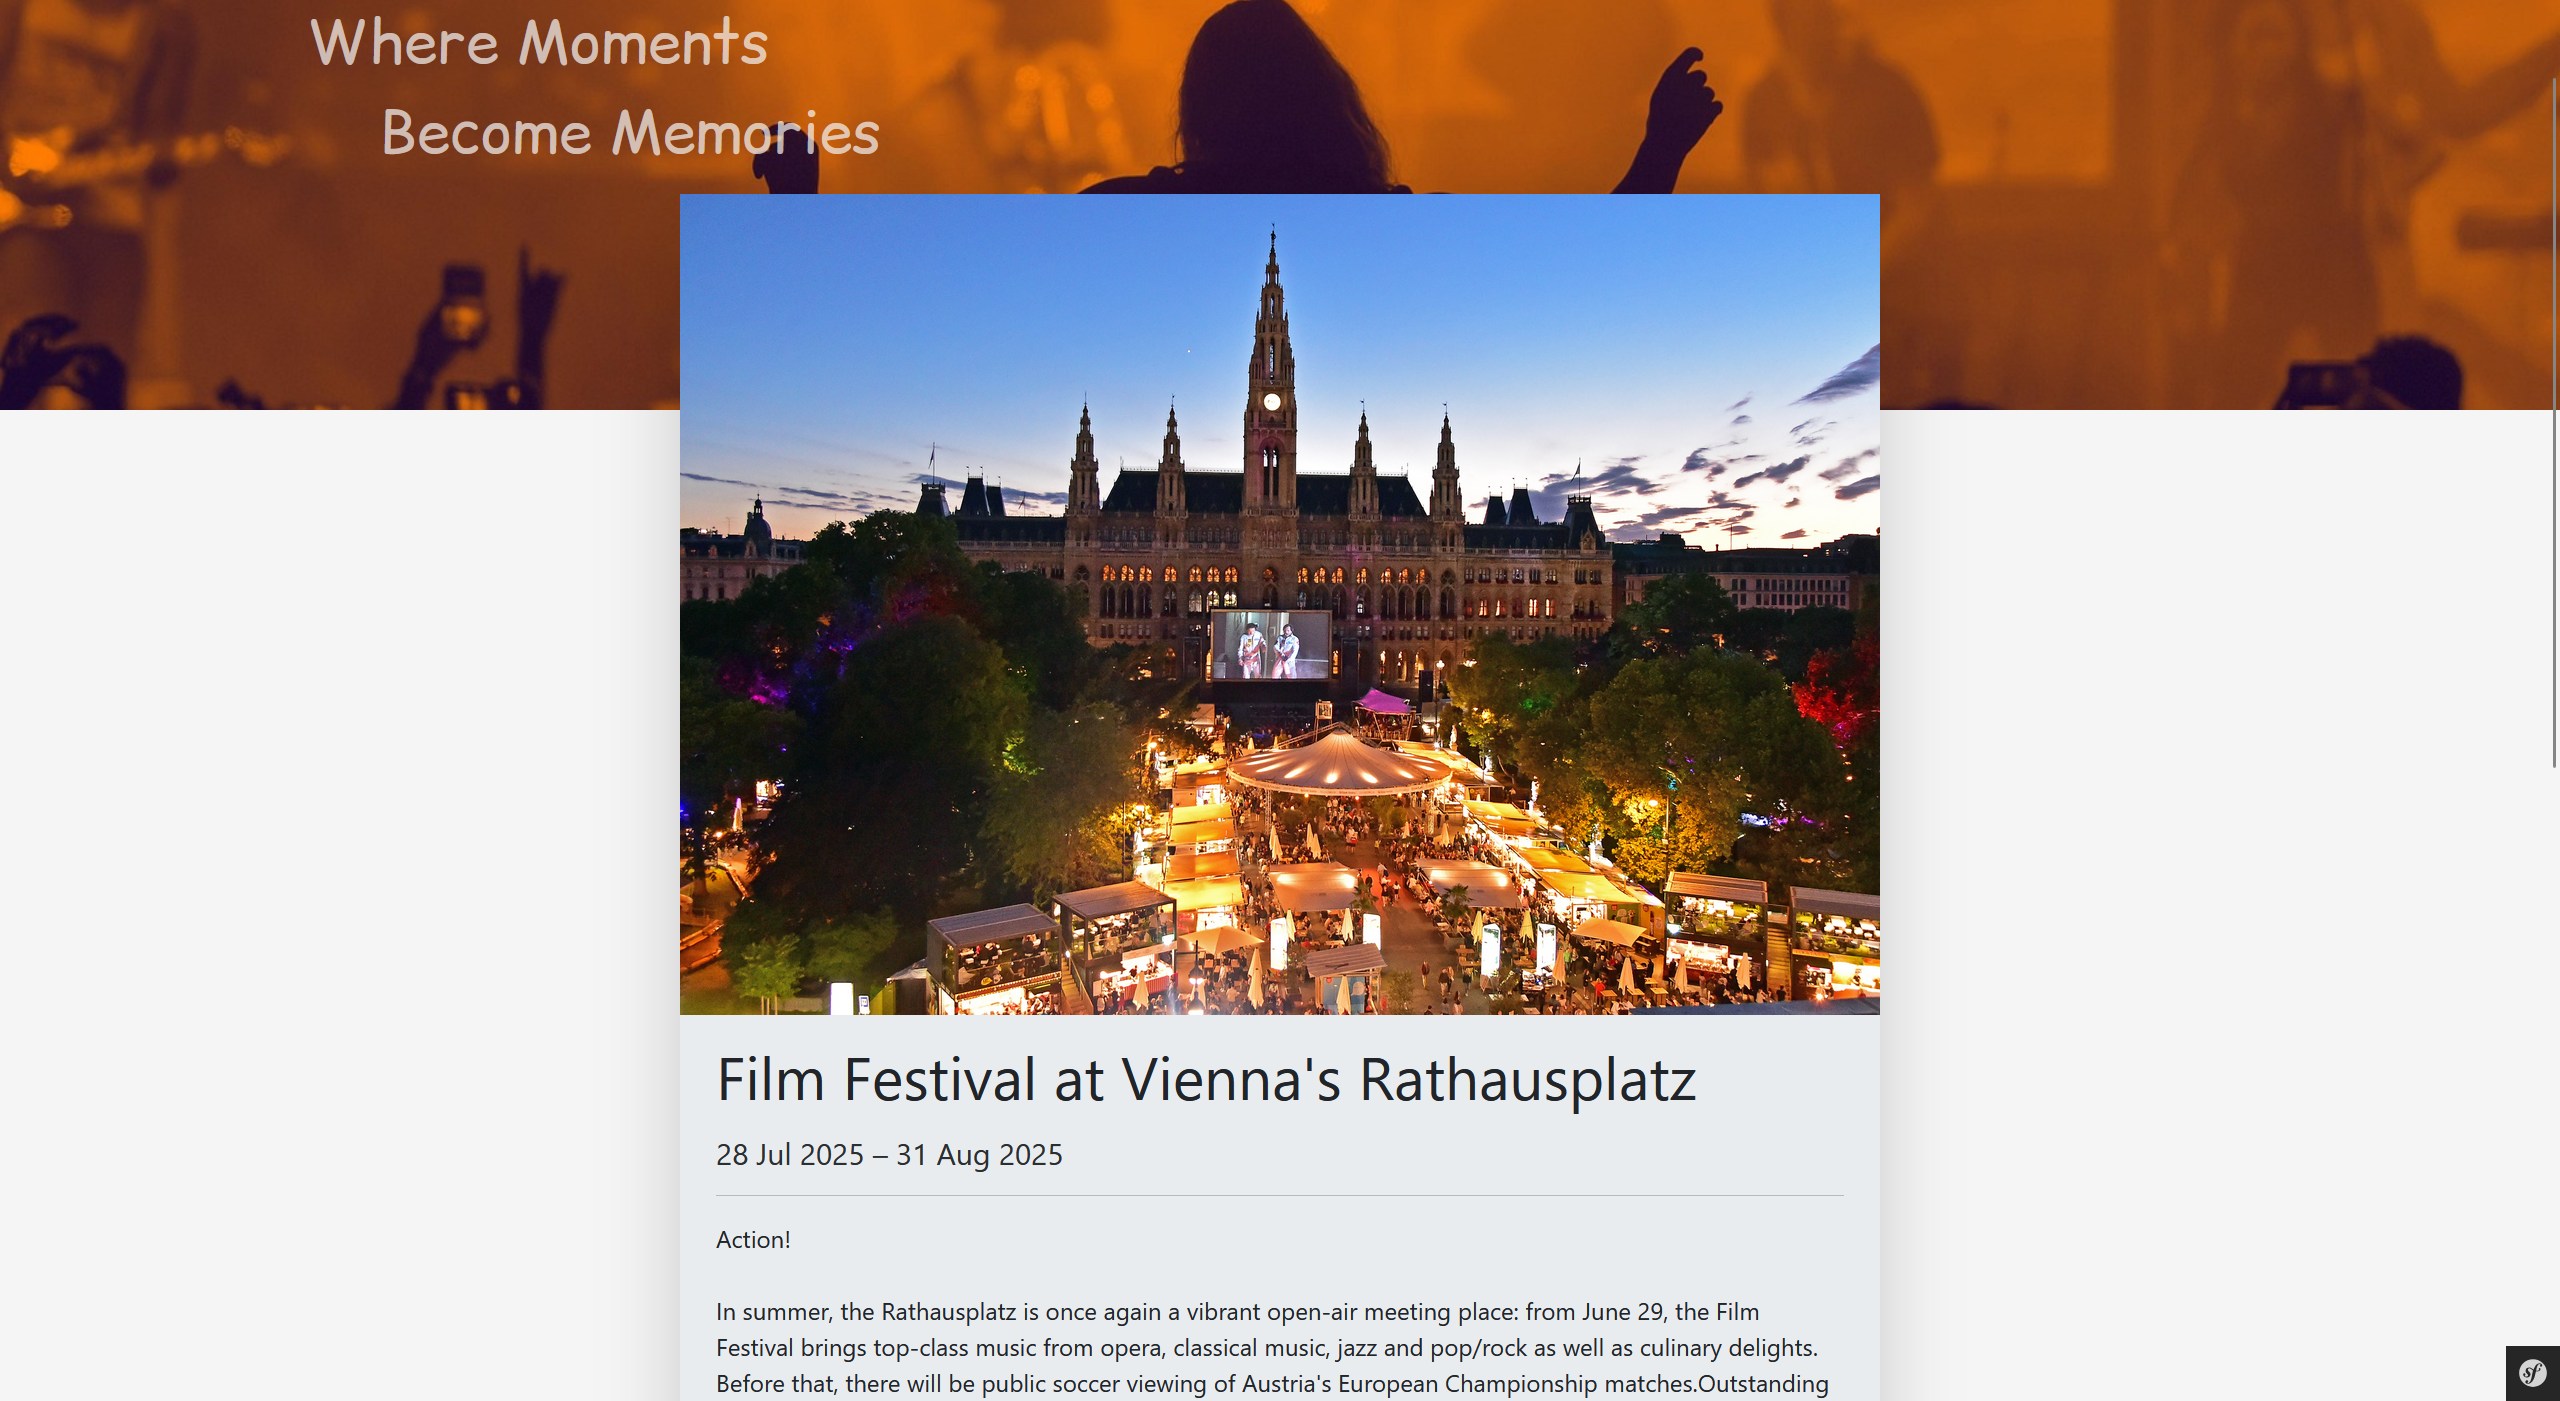 Where Moments
Become Memories
Film Festival at Vienna's Rathausplatz
28 Jul 2025 – 31 Aug 2025
Action!
In summer, the Rathausplatz is once again a vibrant open-air meeting place: from June 29, the Film
Festival brings top-class music from opera, classical music, jazz and pop/rock as well as culinary delights.
Before that, there will be public soccer viewing of Austria's European Championship matches.Outstanding
sf